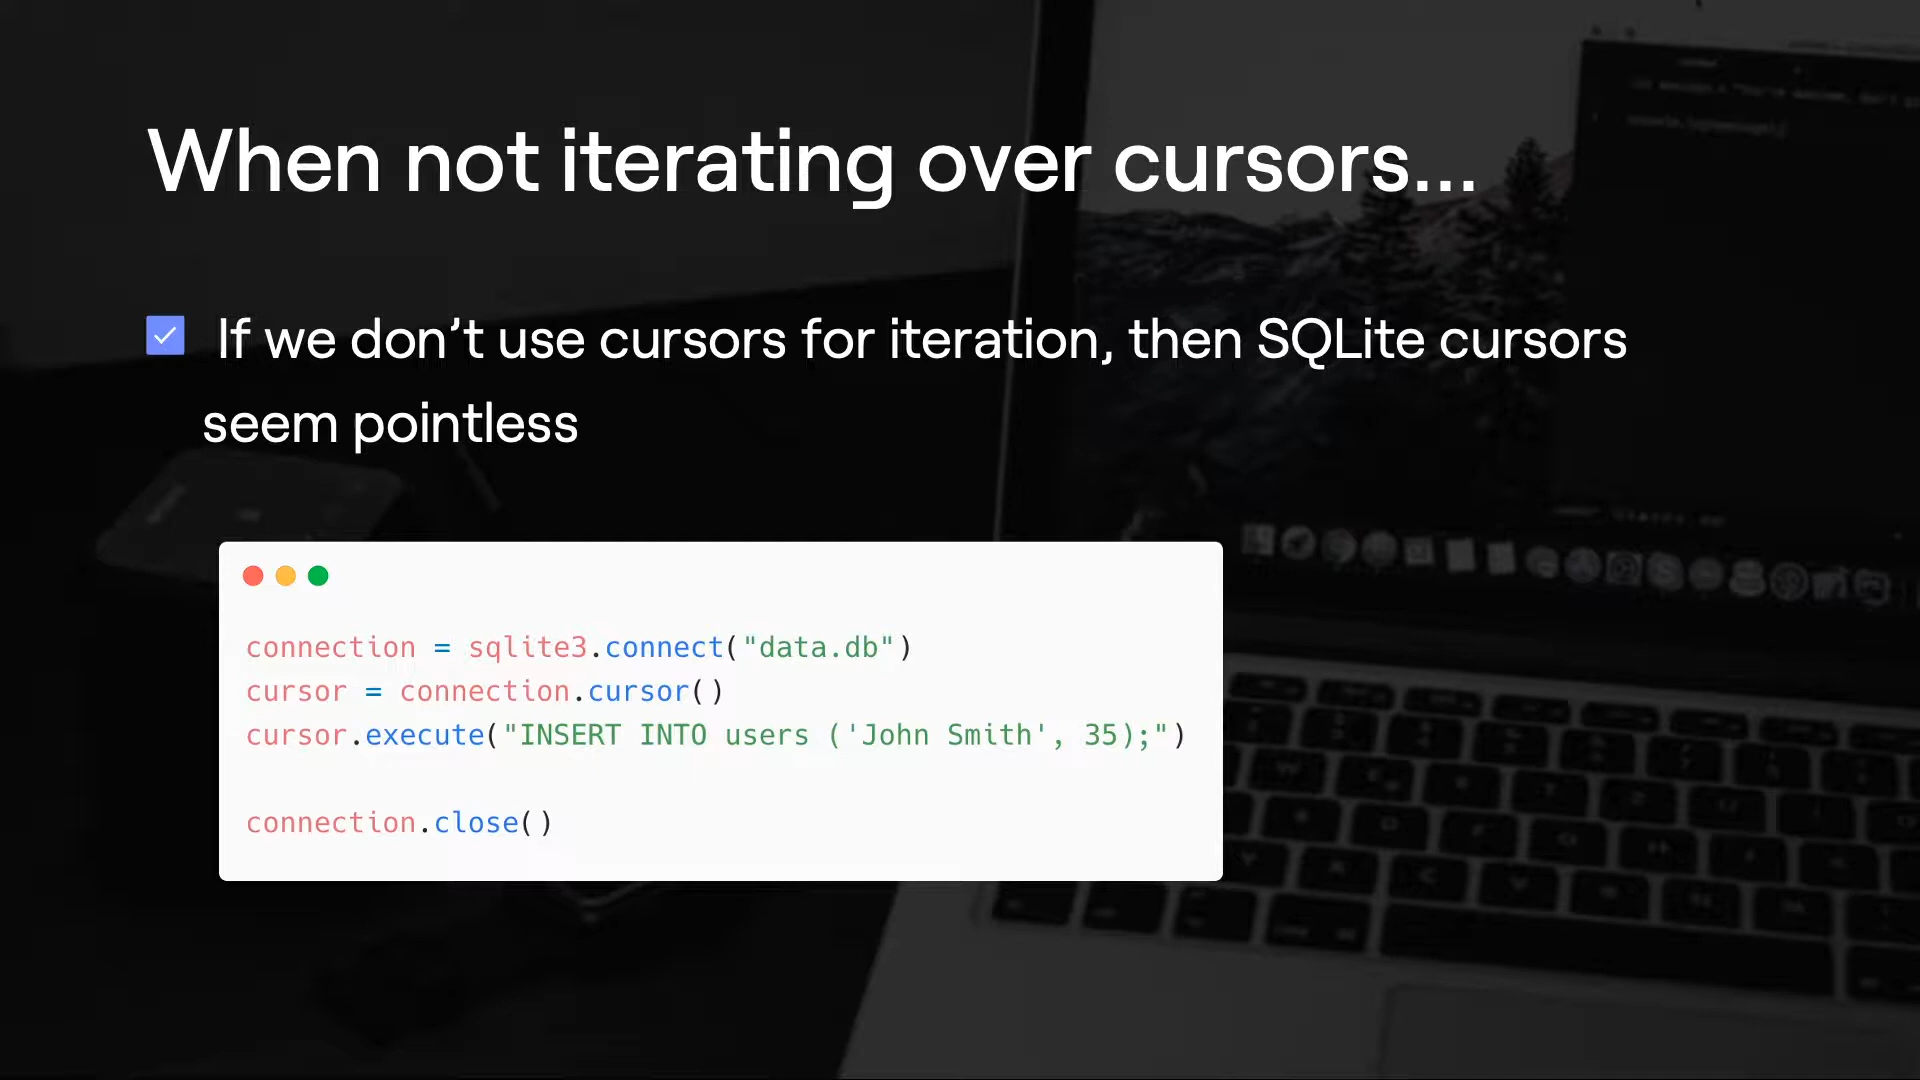 When not iterating over cursors...
If we don’t use cursors for iteration, then SQLite cursors
seem pointless
connection = sqlite3.connect("data.db")
cursor = connection.cursor()
cursor.execute("INSERT INTO users ('John Smith', 35);")
connection.close()